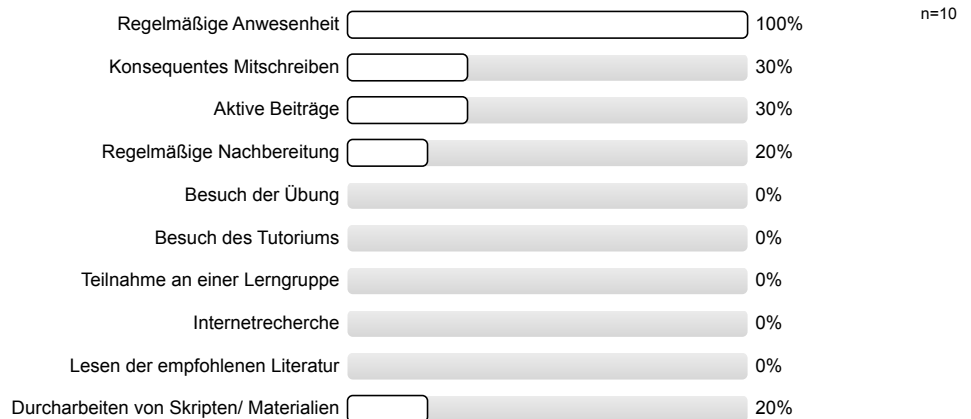 Regelmäßige Anwesenheit 100% n=10
Konsequentes Mitschreiben 30%
Aktive Beiträge 30%
Regelmäßige Nachbereitung 20%
Besuch der Übung 0%
Besuch des Tutoriums 0%
Teilnahme an einer Lerngruppe 0%
Internetrecherche 0%
Lesen der empfohlenen Literatur 0%
Durcharbeiten von Skripten/ Materialien 20%